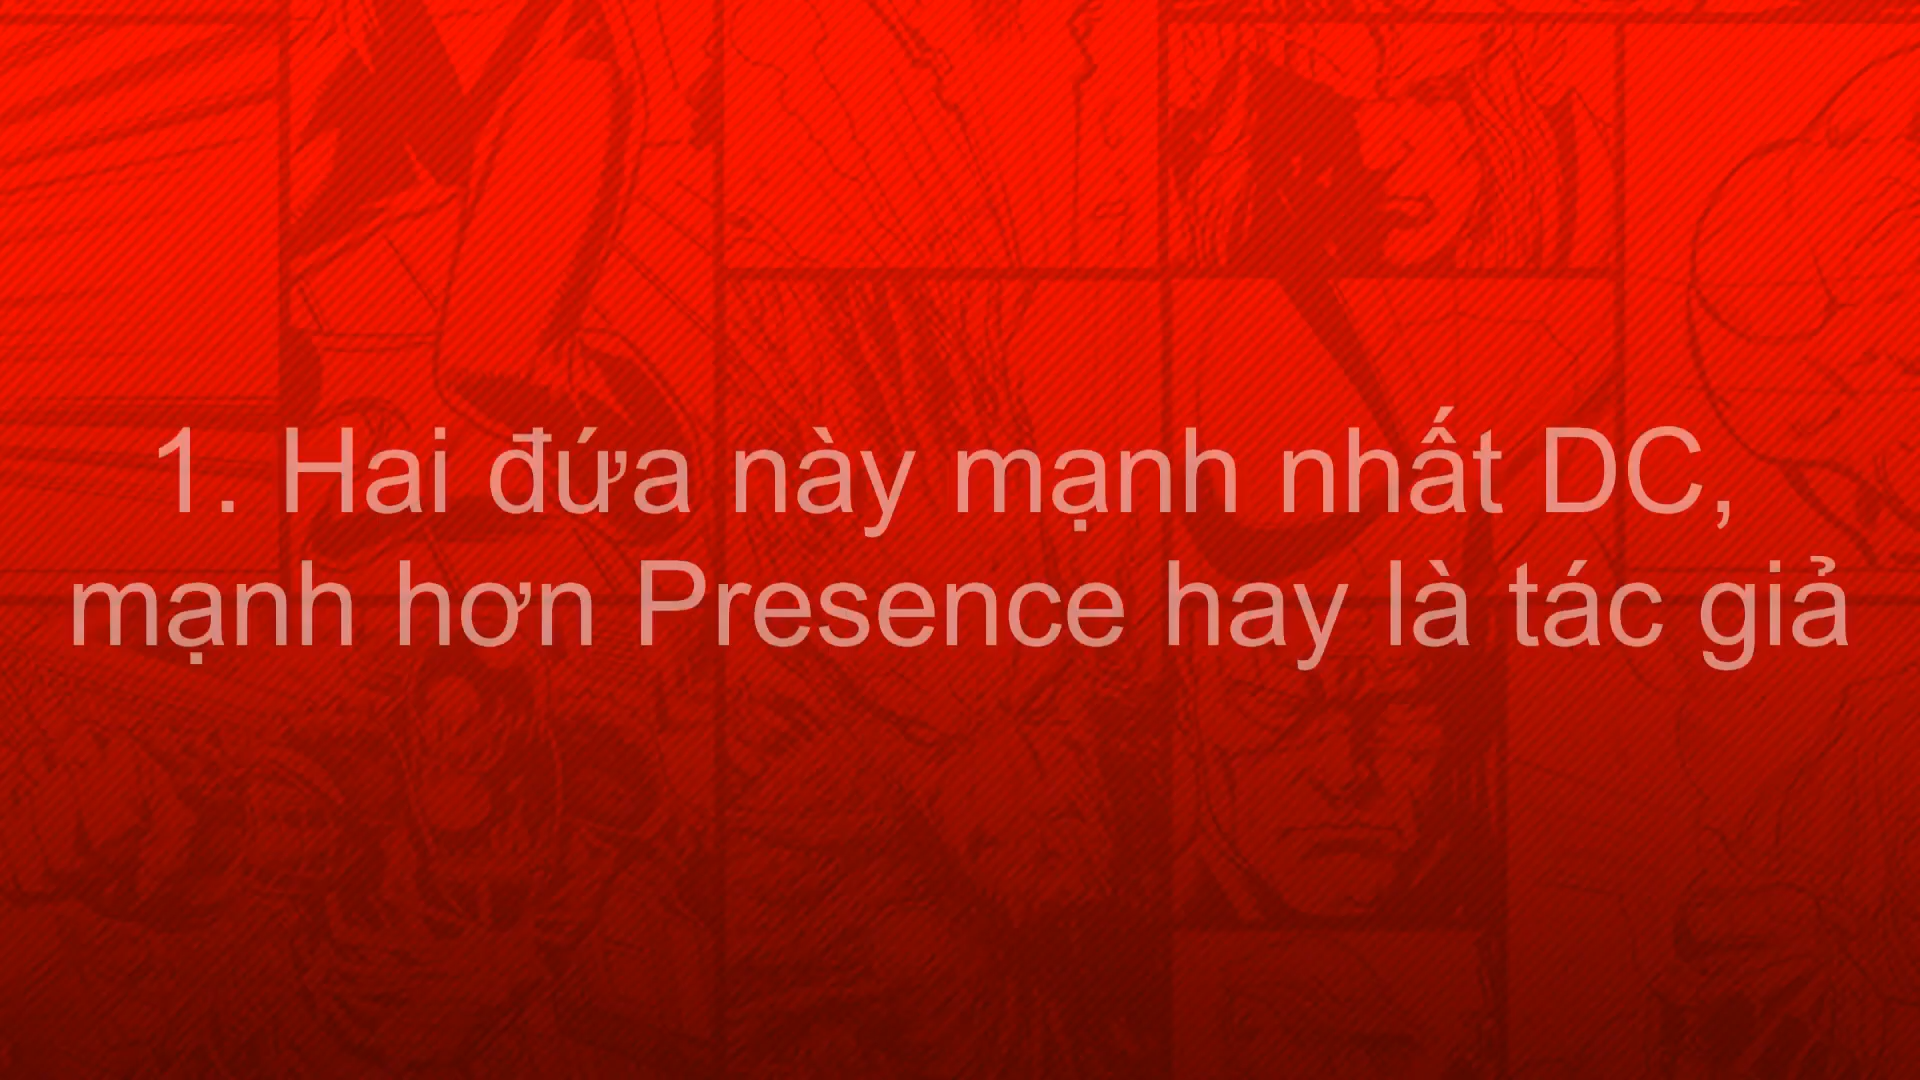 1. Hai đứa này mạnh nhất DC,
mạnh hơn Presence hay là tác giả